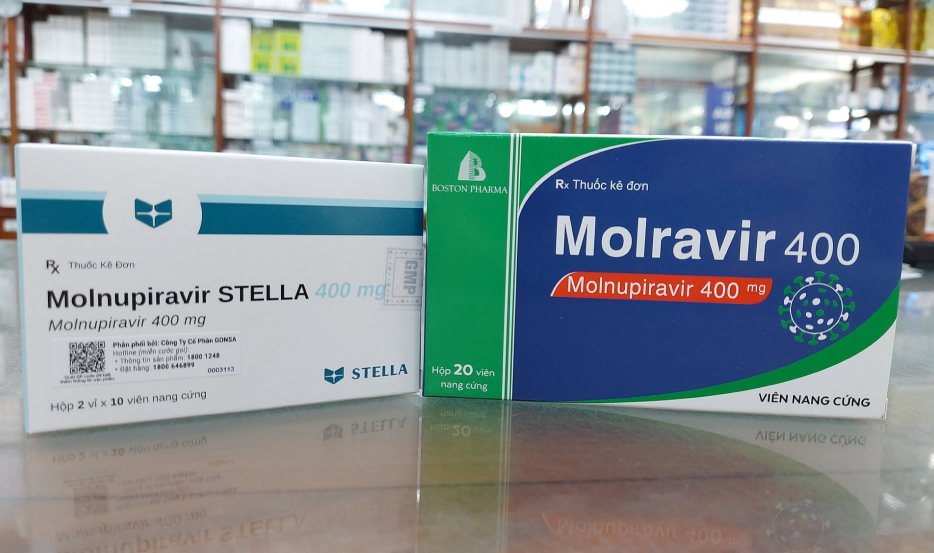 Rx Thuốc Kê Đơn
GMP
Molnupiravir STELLA 400 mg
Molnupiravir 400 mg
Phân phối bởi: Công Ty Cổ Phần GONSA
Hotline (miễn cước gọi):
• Thông tin sản phẩm: 1800 1248
• Đặt hàng: 1800 646899
0003113
STELLA
Hộp 2 vỉ x 10 viên nang cứng
B
BOSTON PHARMA
Rx Thuốc kê đơn
Molravir 400
Molnupiravir 400 mg
Hộp 20 viên
nang cứng
VIÊN NANG CỨNG